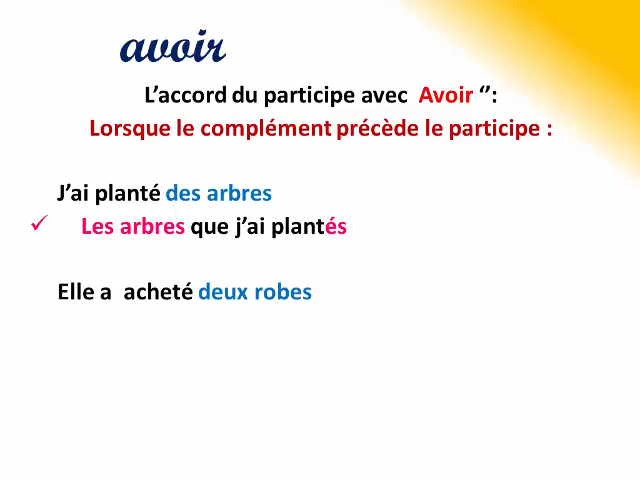 avoir
L’accord du participe avec Avoir ‘’:
Lorsque le complément précède le participe :
J’ai planté des arbres
✓ Les arbres que j’ai plantés
Elle a acheté deux robes